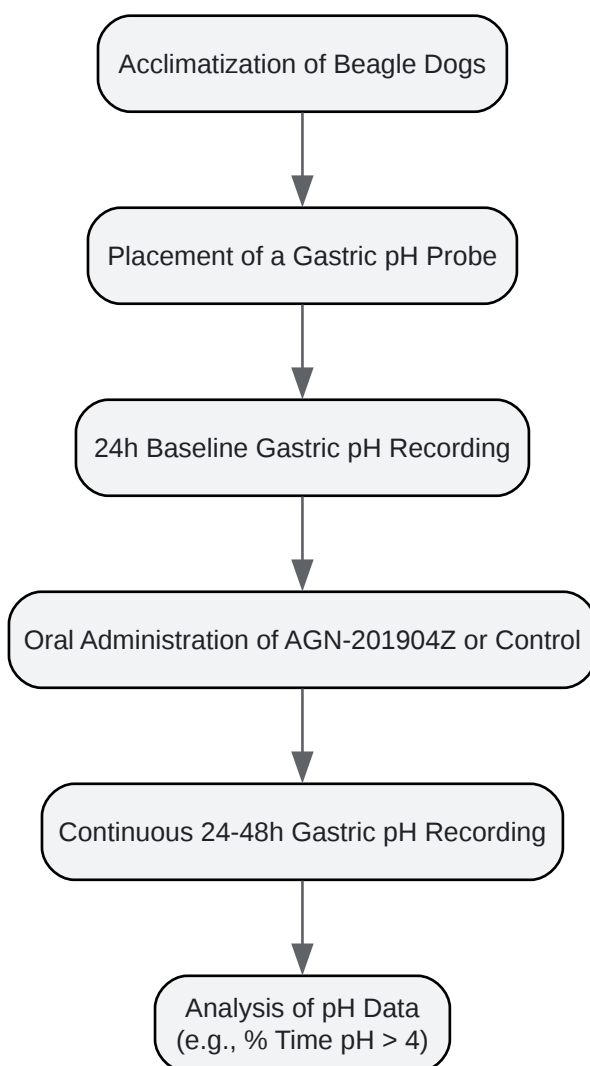 Acclimatization of Beagle Dogs
Placement of a Gastric pH Probe
24h Baseline Gastric pH Recording
Oral Administration of AGN-201904Z or Control
Continuous 24-48h Gastric pH Recording
Analysis of pH Data
(e.g., % Time pH > 4)